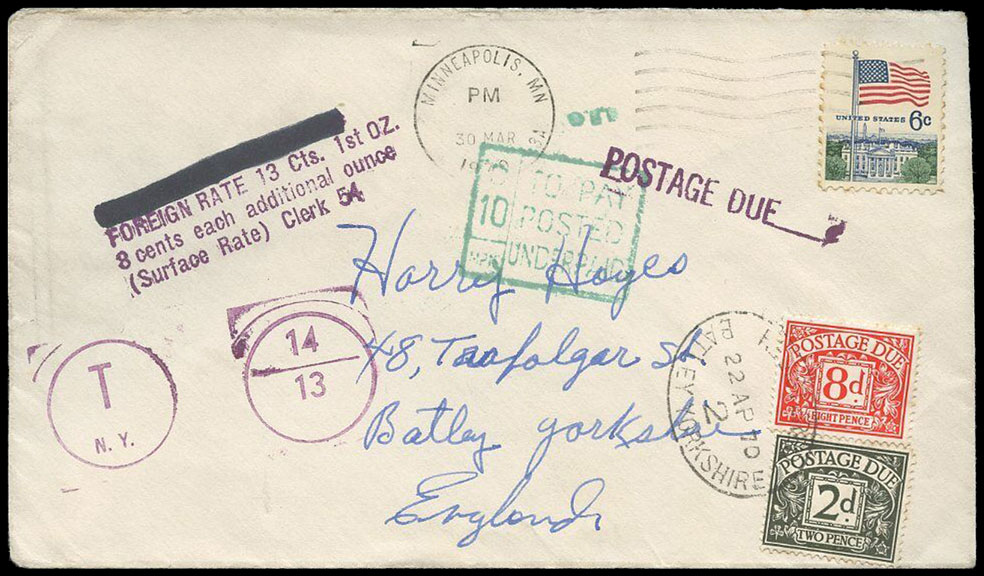 MINNEAPOLIS, MN
PM
30 MAR
UNITED STATES 6c
FOREIGN RATE 13 Cts. 1st OZ.
8 cents each additional ounce
(Surface Rate) Clerk 54
POSTAGE DUE
10
TO PAY
POSTED
UNDERPAID
Harry Hayes
48, Trafolgar St
Batley Yorkshire
England
T
N.Y.
14
13
BATLEY YORKSHIRE
22 AP 70
2
POSTAGE DUE
8d.
EIGHT PENCE
POSTAGE DUE
2d.
TWO PENCE